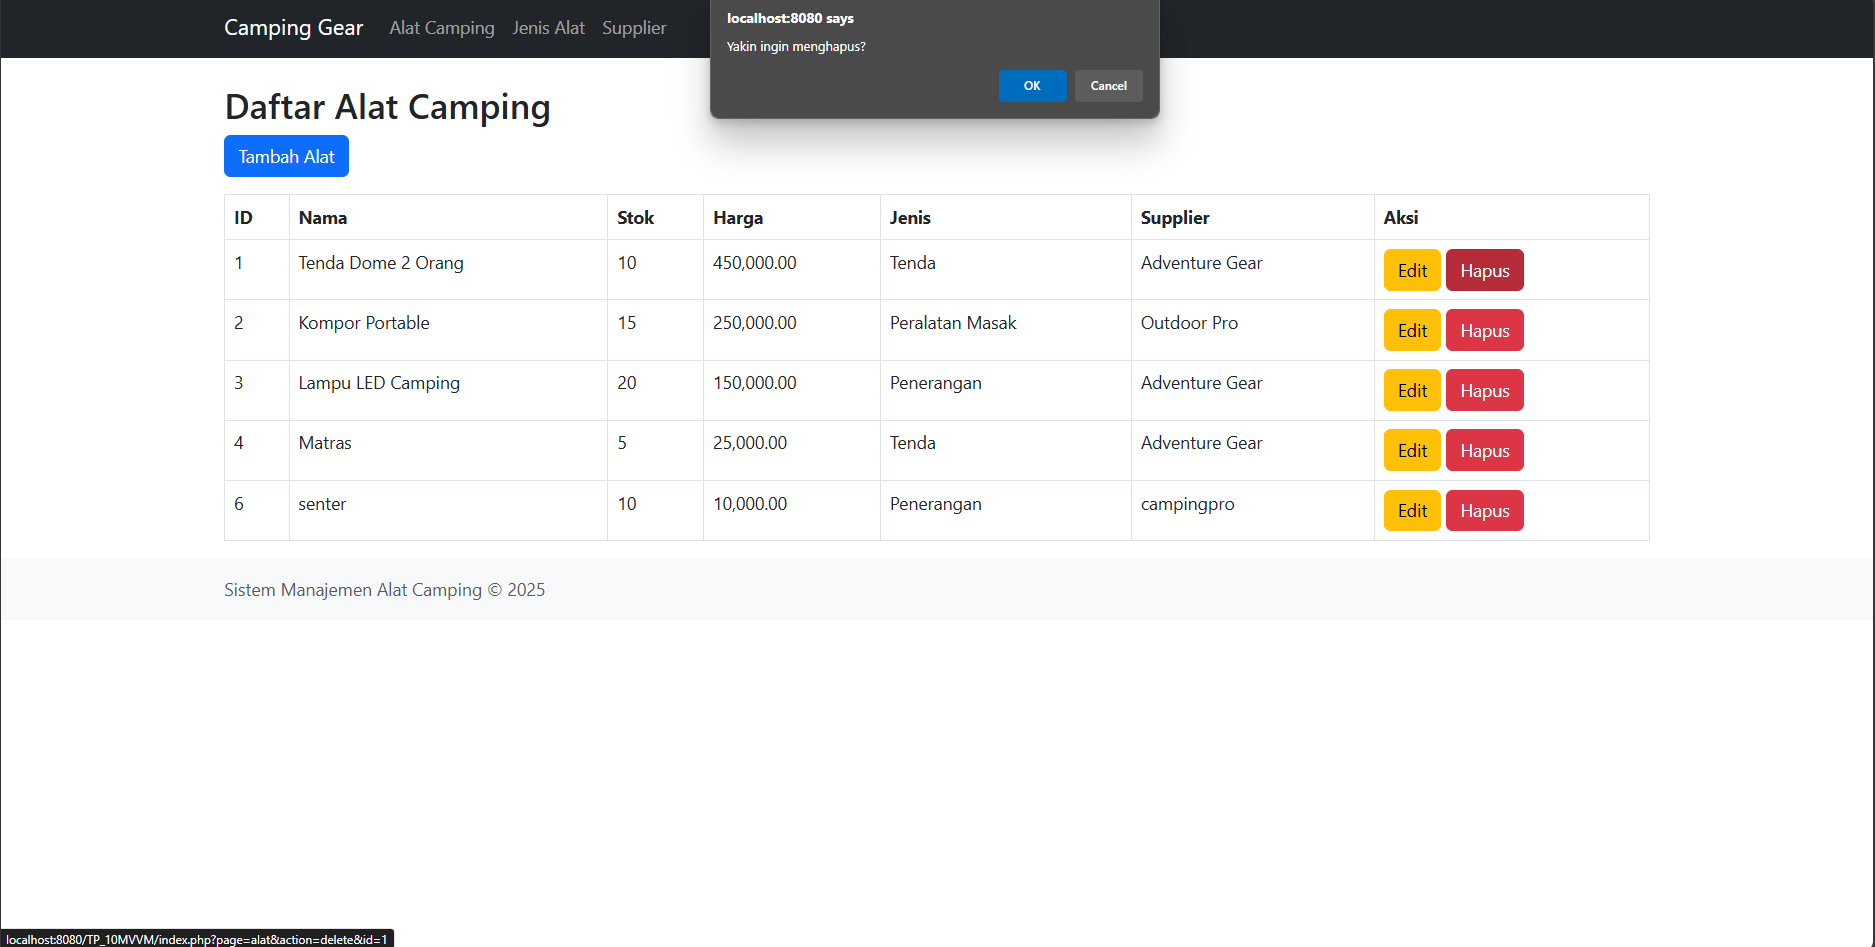 Camping Gear Alat Camping Jenis Alat Supplier
localhost:8080 says
Yakin ingin menghapus?
OK Cancel
Daftar Alat Camping
Tambah Alat
ID Nama Stok Harga Jenis Supplier Aksi
1 Tenda Dome 2 Orang 10 450,000.00 Tenda Adventure Gear Edit Hapus
2 Kompor Portable 15 250,000.00 Peralatan Masak Outdoor Pro Edit Hapus
3 Lampu LED Camping 20 150,000.00 Penerangan Adventure Gear Edit Hapus
4 Matras 5 25,000.00 Tenda Adventure Gear Edit Hapus
6 senter 10 10,000.00 Penerangan campingpro Edit Hapus
Sistem Manajemen Alat Camping © 2025
localhost:8080/TP_10MVVM/index.php?page=alat&action=delete&id=1